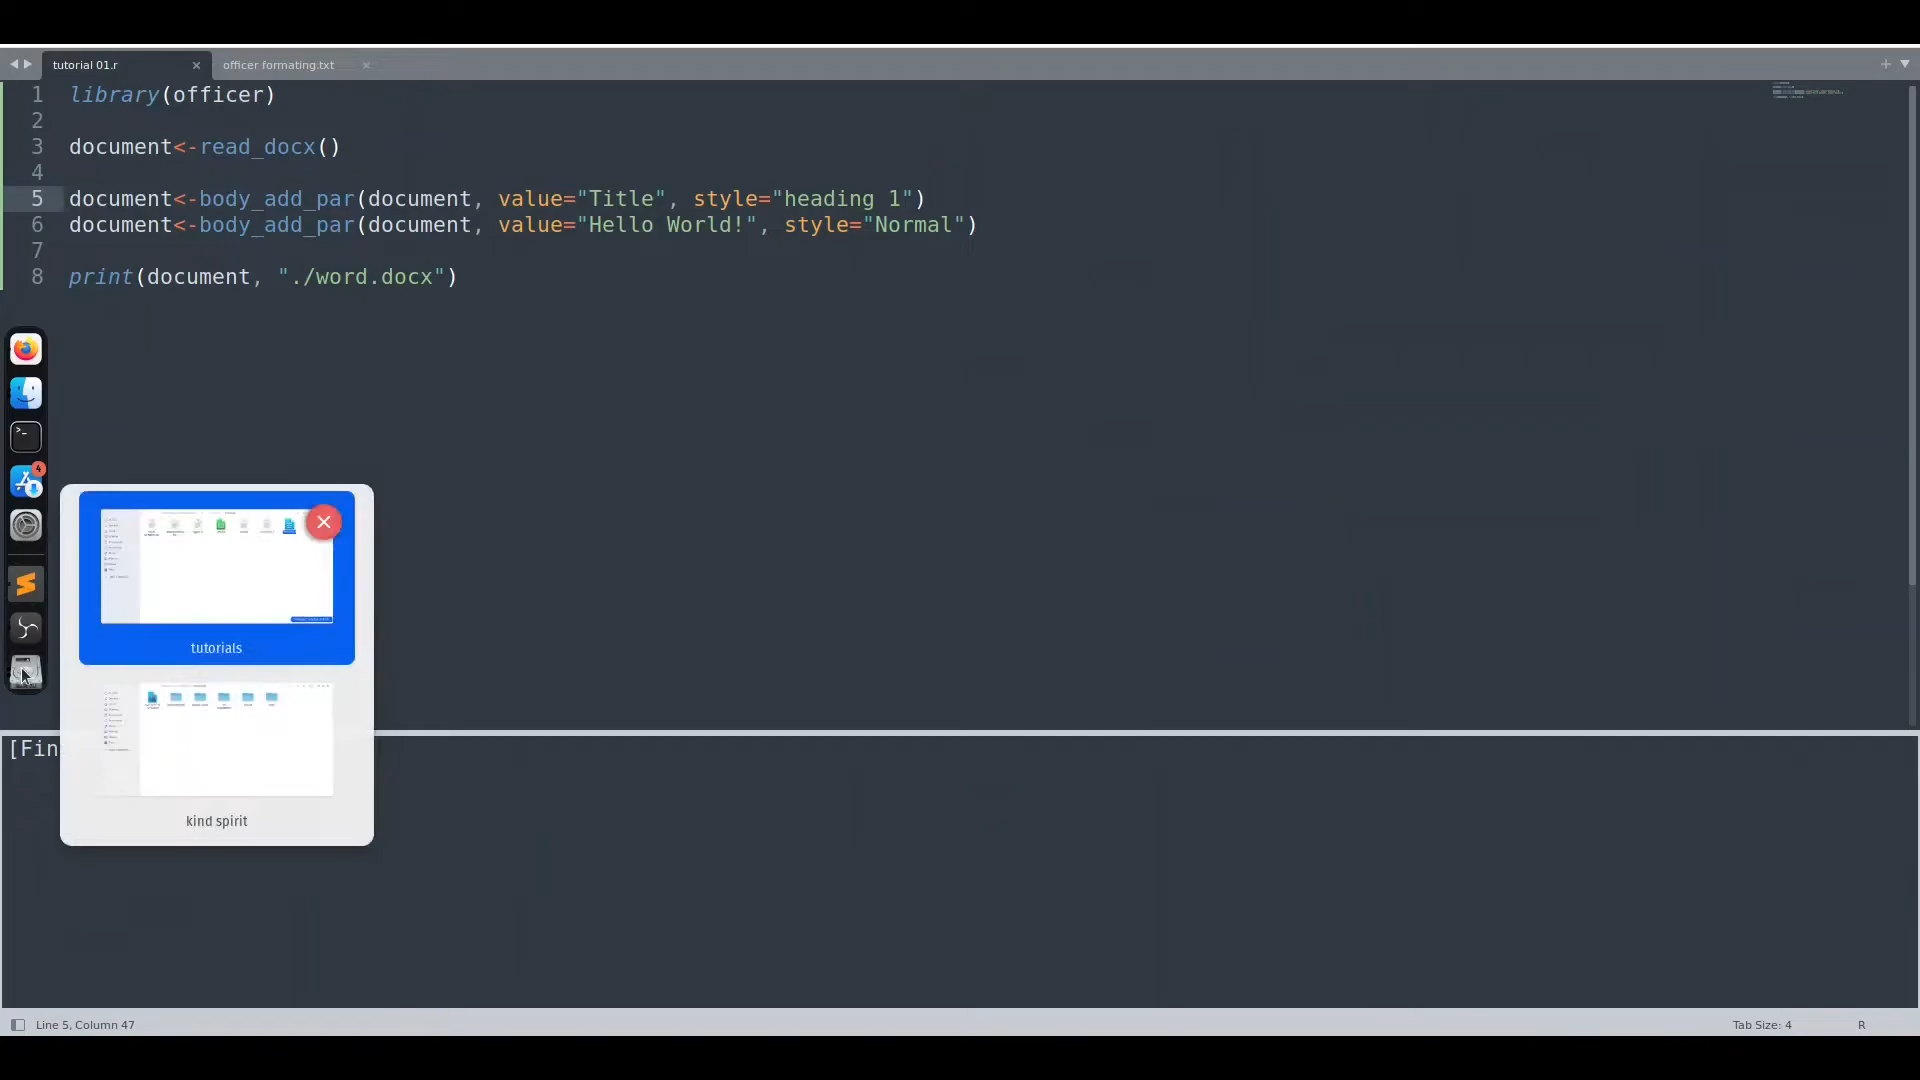 tutorial 01.r
officer formating.txt
1 library(officer)
2
3 document<-read_docx()
4
5 document<-body_add_par(document, value="Title", style="heading 1")
6 document<-body_add_par(document, value="Hello World!", style="Normal")
7
8 print(document, "./word.docx")
4
tutorials
kind spirit
[Fin
Line 5, Column 47
Tab Size: 4
R